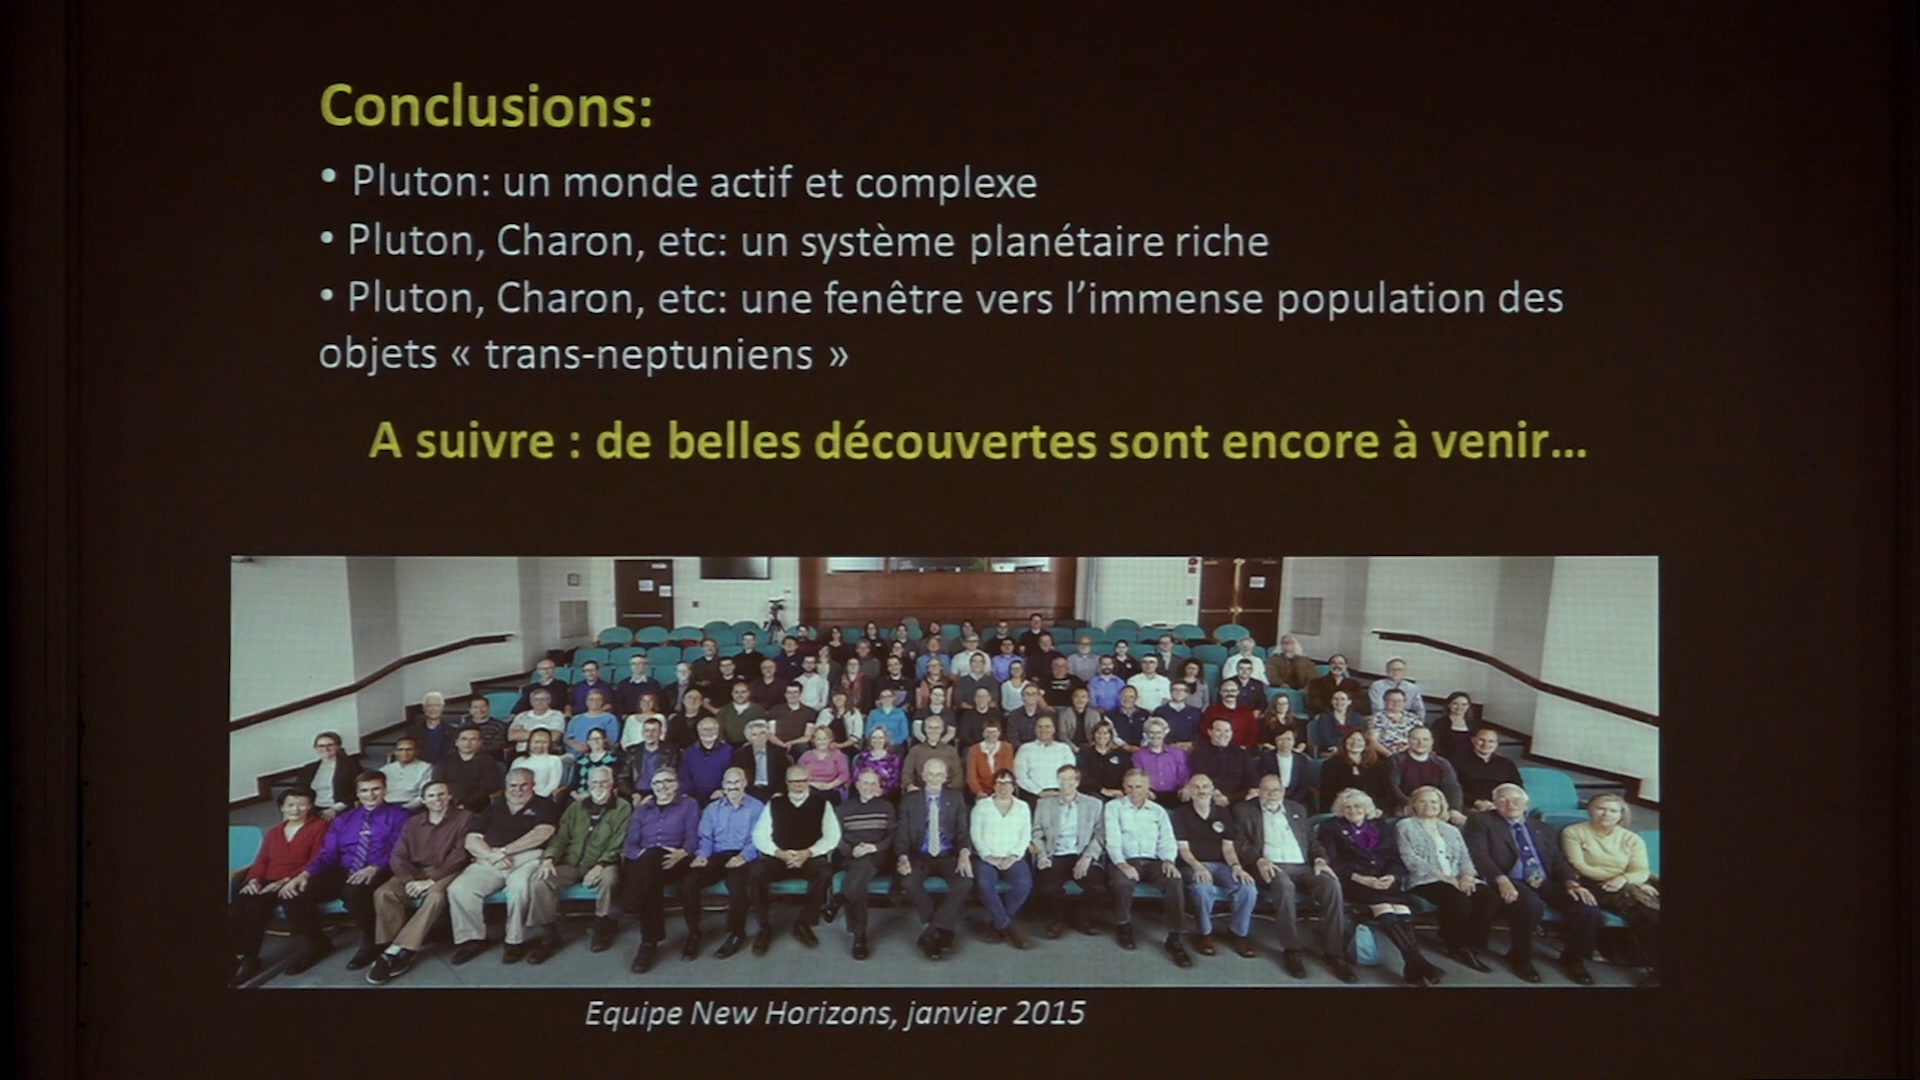 Conclusions:
• Pluton: un monde actif et complexe
• Pluton, Charon, etc: un système planétaire riche
• Pluton, Charon, etc: une fenêtre vers l’immense population des
objets « trans-neptuniens »
A suivre : de belles découvertes sont encore à venir...
Equipe New Horizons, janvier 2015